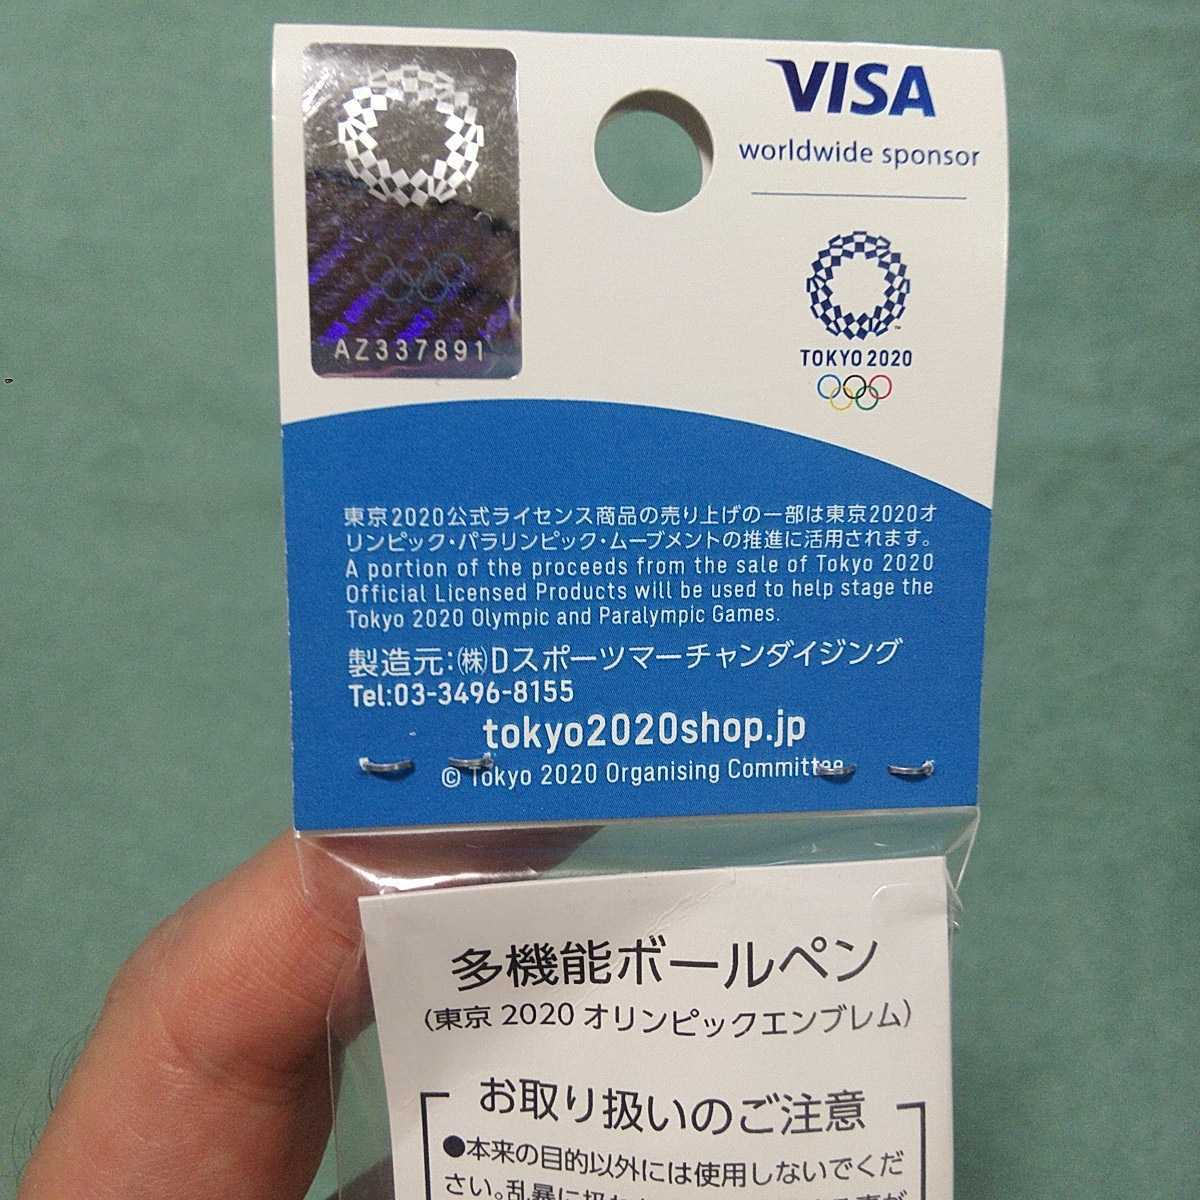 VISA
worldwide sponsor
TOKYO 2020
AZ337891
東京2020公式ライセンス商品の売り上げの一部は東京2020オ
リンピック・パラリンピック・ムーブメントの推進に活用されます。
A portion of the proceeds from the sale of Tokyo 2020
Official Licensed Products will be used to help stage the
Tokyo 2020 Olympic and Paralympic Games.
製造元:㈱Dスポーツマーチャンダイジング
Tel:03-3496-8155
tokyo2020shop.jp
© Tokyo 2020 Organising Committee
多機能ボールペン
(東京 2020 オリンピックエンブレム)
お取り扱いのご注意
●本来の目的以外には使用しないでくだ
さい。乱暴に扱